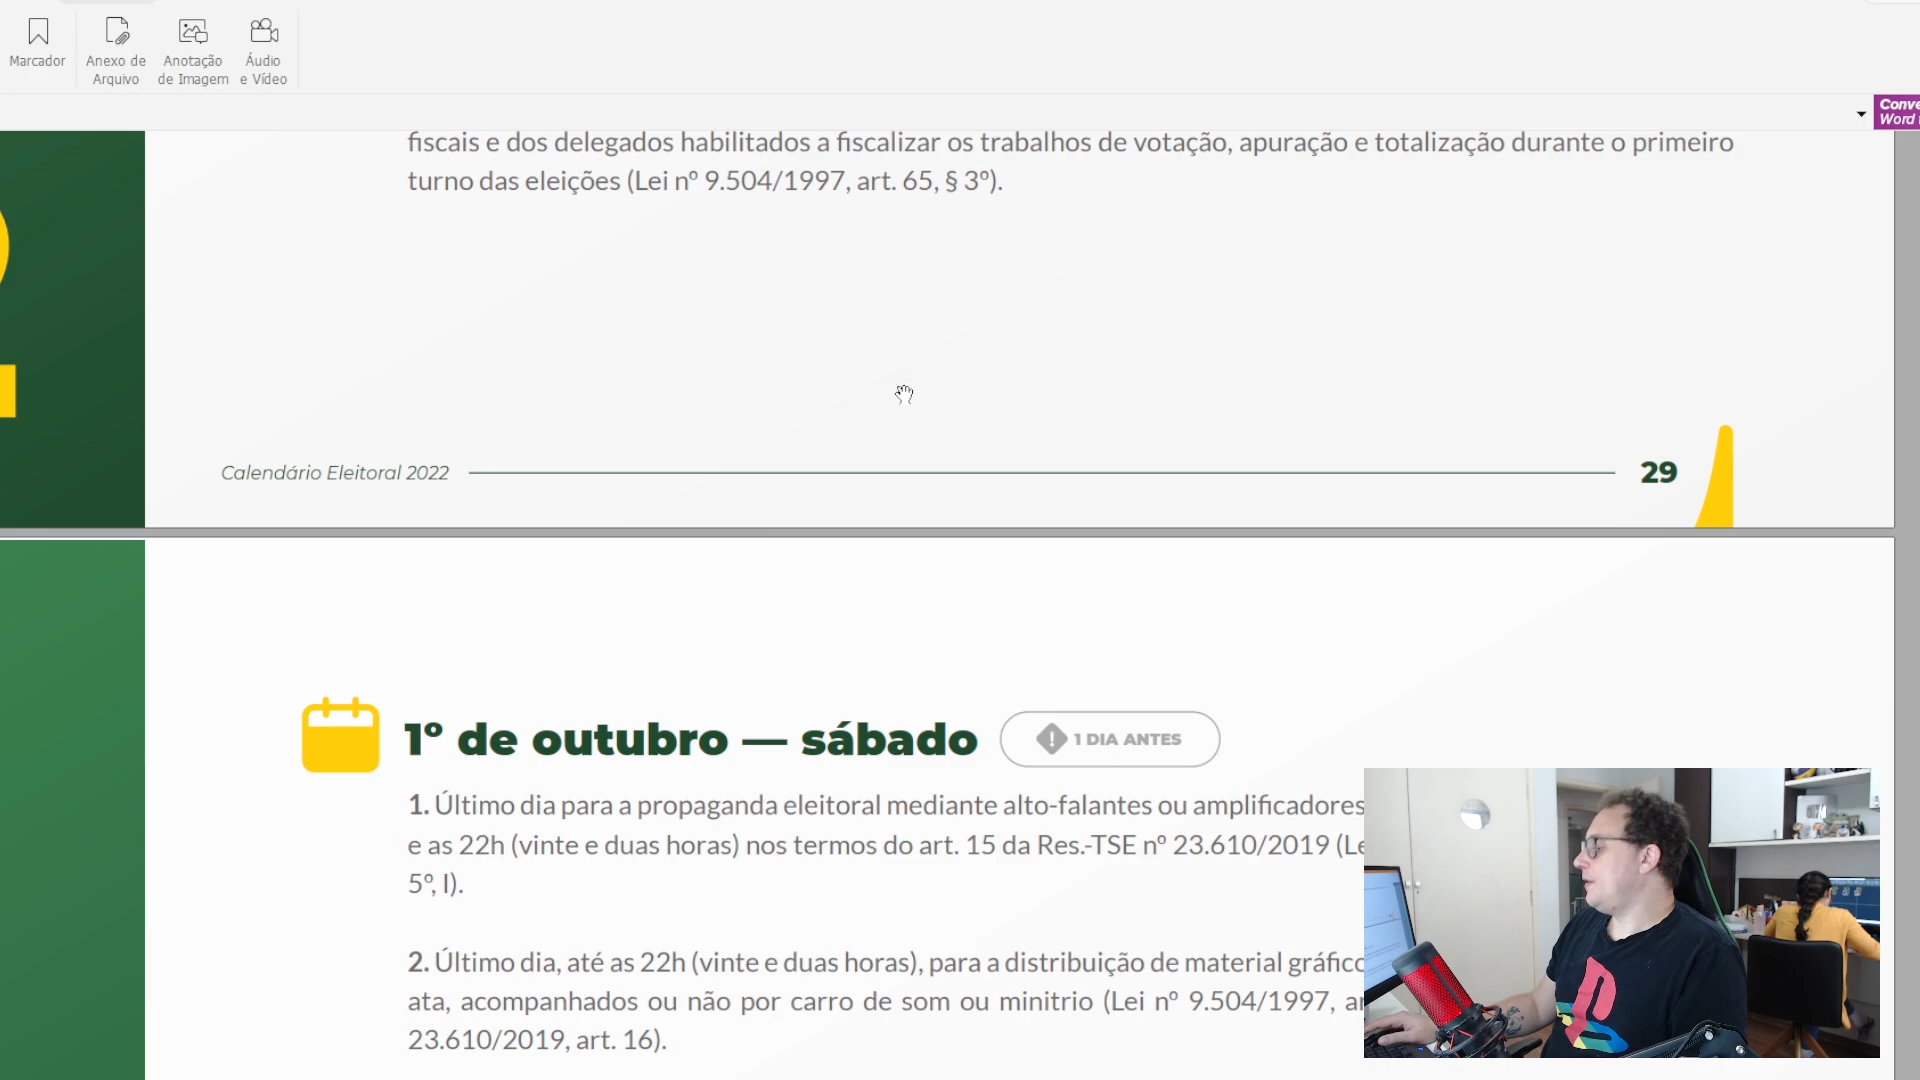 Marcador
Anexo de
Arquivo
Anotação
de Imagem
Áudio
e Vídeo
Conve
Word
fiscais e dos delegados habilitados a fiscalizar os trabalhos de votação, apuração e totalização durante o primeiro
turno das eleições (Lei nº 9.504/1997, art. 65, § 3º).
Calendário Eleitoral 2022
29
1º de outubro — sábado
1 DIA ANTES
1. Último dia para a propaganda eleitoral mediante alto-falantes ou amplificadores
e as 22h (vinte e duas horas) nos termos do art. 15 da Res.-TSE nº 23.610/2019 (Le
5º, I).
2. Último dia, até as 22h (vinte e duas horas), para a distribuição de material gráfico
ata, acompanhados ou não por carro de som ou minitrio (Lei nº 9.504/1997, ar
23.610/2019, art. 16).